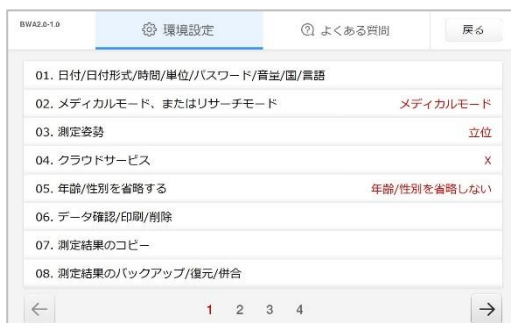 BWA2.0-1.0
環境設定
よくある質問
戻る
01. 日付/日付形式/時間/単位/パスワード/音量/国/言語
02. メディカルモード、またはリサーチモード メディカルモード
03. 測定姿勢 立位
04. クラウドサービス X
05. 年齢/性別を省略する 年齢/性別を省略しない
06. データ確認/印刷/削除
07. 測定結果のコピー
08. 測定結果のバックアップ/復元/併合
← 1 2 3 4 →